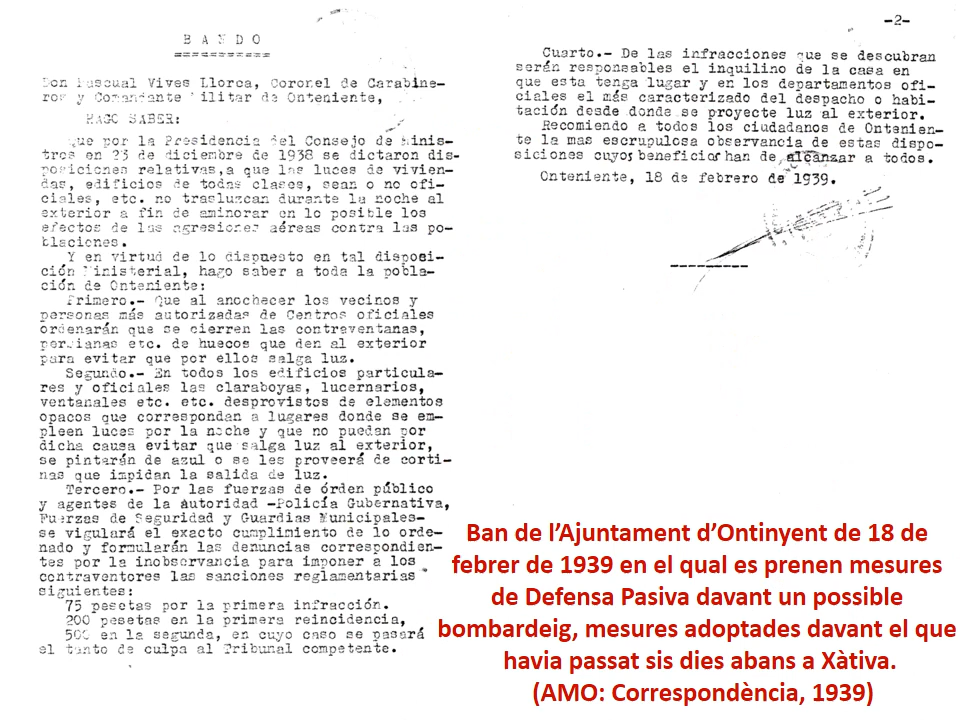 B A N D O
Don Pascual Vives Llorca, Coronel de Carabine-
ros y Comandante Militar de Onteniente,
HAGO SABER:
que por la Presidencia del Consejo de Minis-
tros en 23 de diciembre de 1938 se dictaron dis-
posiciones relativas,a que las luces de vivien-
das, edificios de todas clases, sean o no ofi-
ciales, etc. no trasluzcan durante la noche al
exterior a fin de aminorar en lo posible los
efectos de las agresiones aéreas contra las po-
blaciones.
Y en virtud de lo dispuesto en tal disposi-
ción Ministerial, hago saber a toda la pobla-
ción de Onteniente:
Primero.- Que al anochecer los vecinos y
personas más autorizadas de Centros oficiales
ordenarán que se cierren las contraventanas,
persianas etc. de huecos que den al exterior
para evitar que por ellos salga luz.
Segundo.- En todos los edificios particula-
res y oficiales las claraboyas, lucernarios,
ventanales etc. etc. desprovistos de elementos
opacos que correspondan a lugares donde se em-
pleen luces por la noche y que no puedan por
dicha causa evitar que salga luz al exterior,
se pintarán de azul o se les proveerá de corti-
nas que impidan la salida de luz.
Tercero.- Por las fuerzas de órden público
y agentes de la Autoridad -Policía Gubernativa,
Fuerzas de Seguridad y Guardias Municipales-
se vigulará el exacto cumplimiento de lo orde-
nado y formularán las denuncias correspondien-
tes por la inobservancia para imponer a los
contraventores las sanciones reglamentarias
siguientes:
75 pesetas por la primera infracción.
200 pesetas en la primera reincidencia,
500 en la segunda, en cuyo caso se pasará
el tanto de culpa al Tribunal competente.
-2-
Cuarto.- De las infracciones que se descubran
serán responsables el inquilino de la casa en
que esta tenga lugar y en los departamentos ofi-
ciales el más caracterizado del despacho o habi-
tación desde donde se proyecte luz al exterior.
Recomiendo a todos los ciudadanos de Ontenien-
te la mas escrupulosa observancia de estas dispo-
siciones cuyos beneficios han de alcanzar a todos.
Onteniente, 18 de febrero de 1939.
Ban de l'Ajuntament d'Ontinyent de 18 de
febrer de 1939 en el qual es prenen mesures
de Defensa Pasiva davant un possible
bombardeig, mesures adoptades davant el que
havia passat sis dies abans a Xàtiva.
(AMO: Correspondència, 1939)